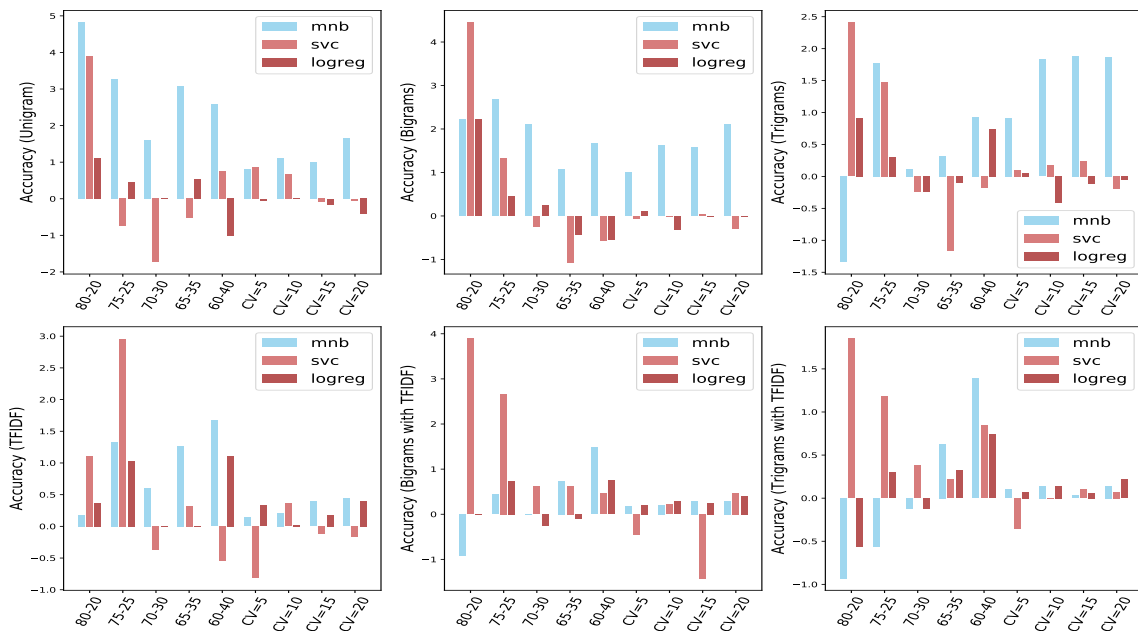 Accuracy (Unigram)
5
4
3
2
1
0
−1
−2
mnb
svc
logreg
80-20
75-25
70-30
65-35
60-40
CV=5
CV=10
CV=15
CV=20
Accuracy (Bigrams)
4
3
2
1
0
−1
mnb
svc
logreg
80-20
75-25
70-30
65-35
60-40
CV=5
CV=10
CV=15
CV=20
Accuracy (Trigrams)
2.5
2.0
1.5
1.0
0.5
0.0
−0.5
−1.0
−1.5
mnb
svc
logreg
80-20
75-25
70-30
65-35
60-40
CV=5
CV=10
CV=15
CV=20
Accuracy (TFIDF)
3.0
2.5
2.0
1.5
1.0
0.5
0.0
−0.5
−1.0
mnb
svc
logreg
80-20
75-25
70-30
65-35
60-40
CV=5
CV=10
CV=15
CV=20
Accuracy (Bigrams with TFIDF)
4
3
2
1
0
−1
mnb
svc
logreg
80-20
75-25
70-30
65-35
60-40
CV=5
CV=10
CV=15
CV=20
Accuracy (Trigrams with TFIDF)
1.5
1.0
0.5
0.0
−0.5
−1.0
mnb
svc
logreg
80-20
75-25
70-30
65-35
60-40
CV=5
CV=10
CV=15
CV=20